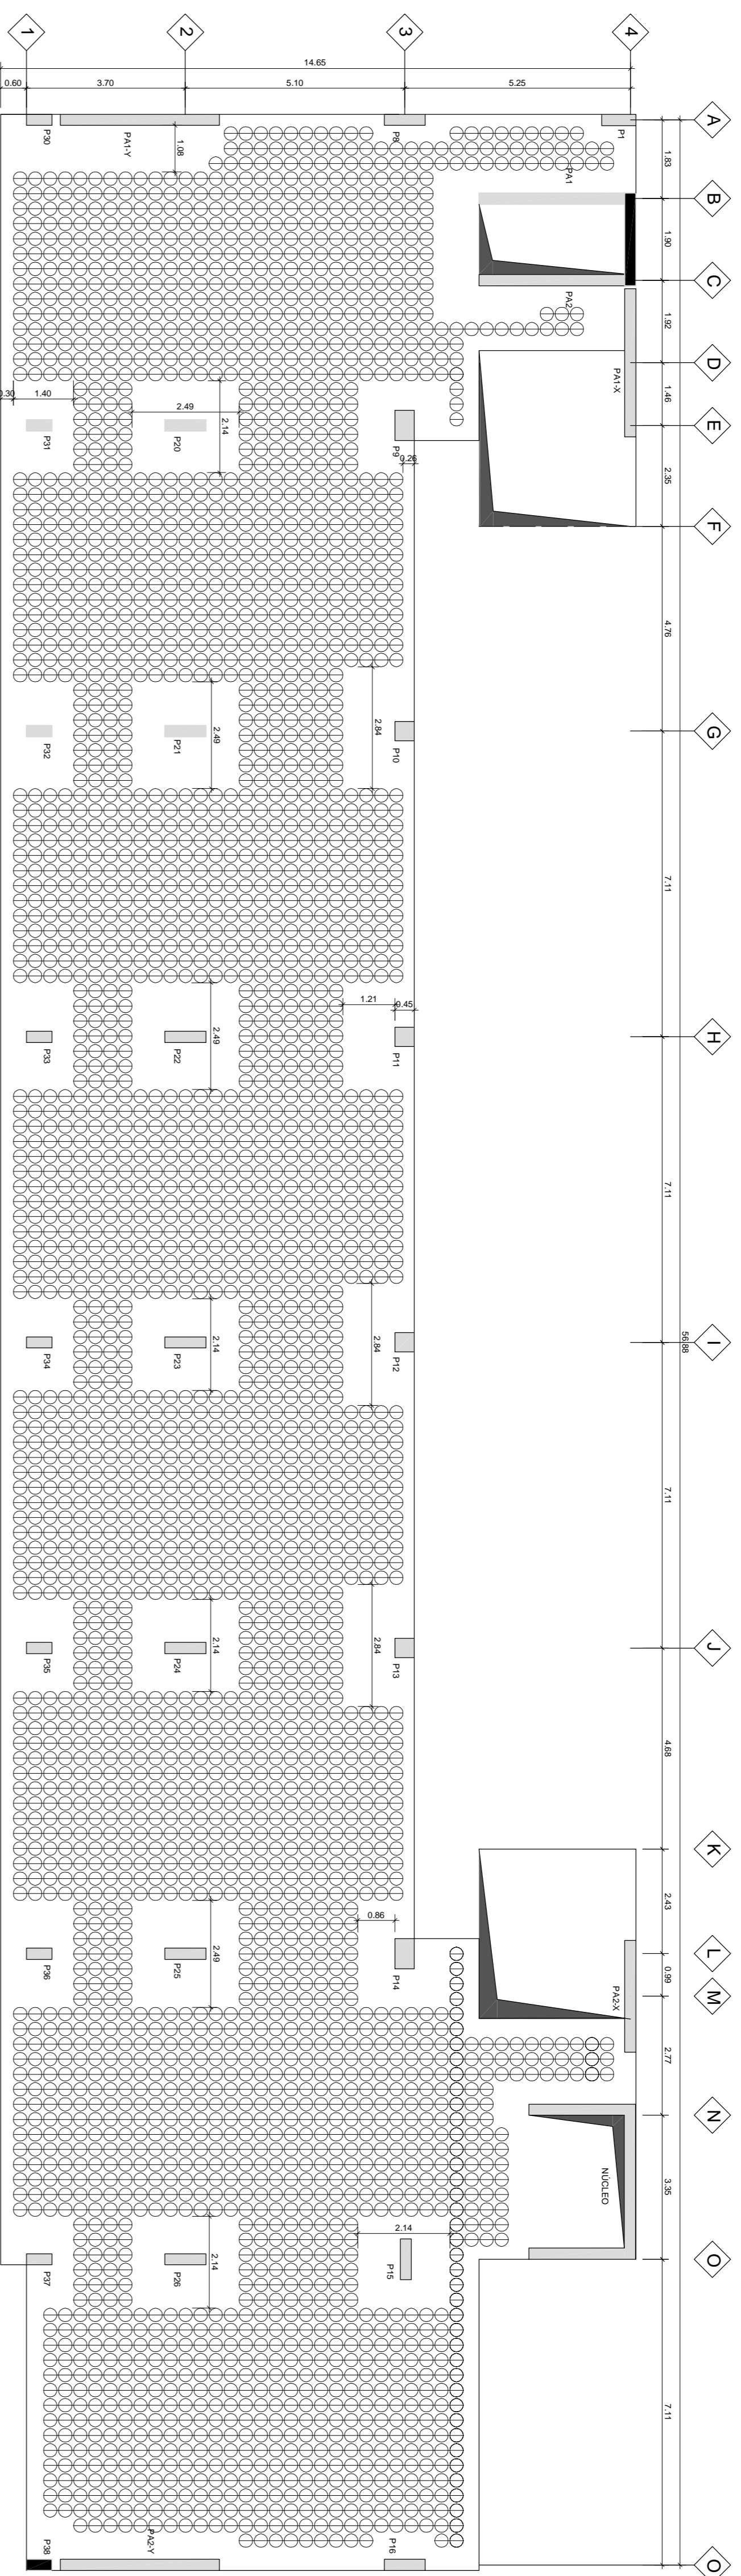 1
2
3
4
14.65
0.60
3.70
5.10
5.25
A
B
C
D
E
F
G
H
I
J
K
L
M
N
O
O
1.83
1.90
1.92
1.46
2.35
4.76
7.11
7.11
7.11
4.68
2.43
0.99
2.77
3.35
7.11
56.88
P30
PA1-Y
P8
P1
1.08
PA1
PA2
PA1-X
0.30
1.40
2.49
2.14
P31
P20
P9
0.26
P32
P21
2.49
P10
2.84
P33
P22
2.49
1.21
0.45
P11
P34
P23
2.14
P12
2.84
P35
P24
2.14
P13
2.84
P36
P25
2.49
0.86
P14
PA2-X
NÚCLEO
P37
P26
2.14
2.14
P15
P38
PA2-Y
P16